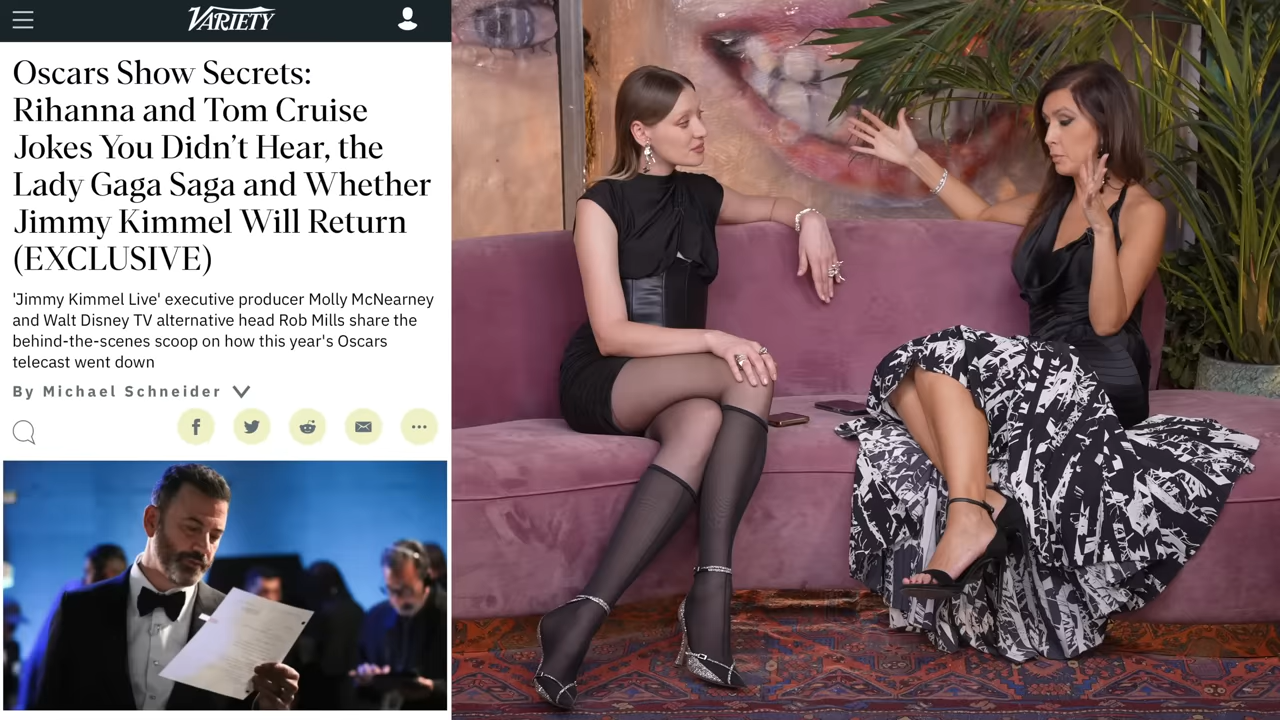 VARIETY
Oscars Show Secrets:
Rihanna and Tom Cruise
Jokes You Didn’t Hear, the
Lady Gaga Saga and Whether
Jimmy Kimmel Will Return
(EXCLUSIVE)
'Jimmy Kimmel Live' executive producer Molly McNearney
and Walt Disney TV alternative head Rob Mills share the
behind-the-scenes scoop on how this year's Oscars
telecast went down
By Michael Schneider